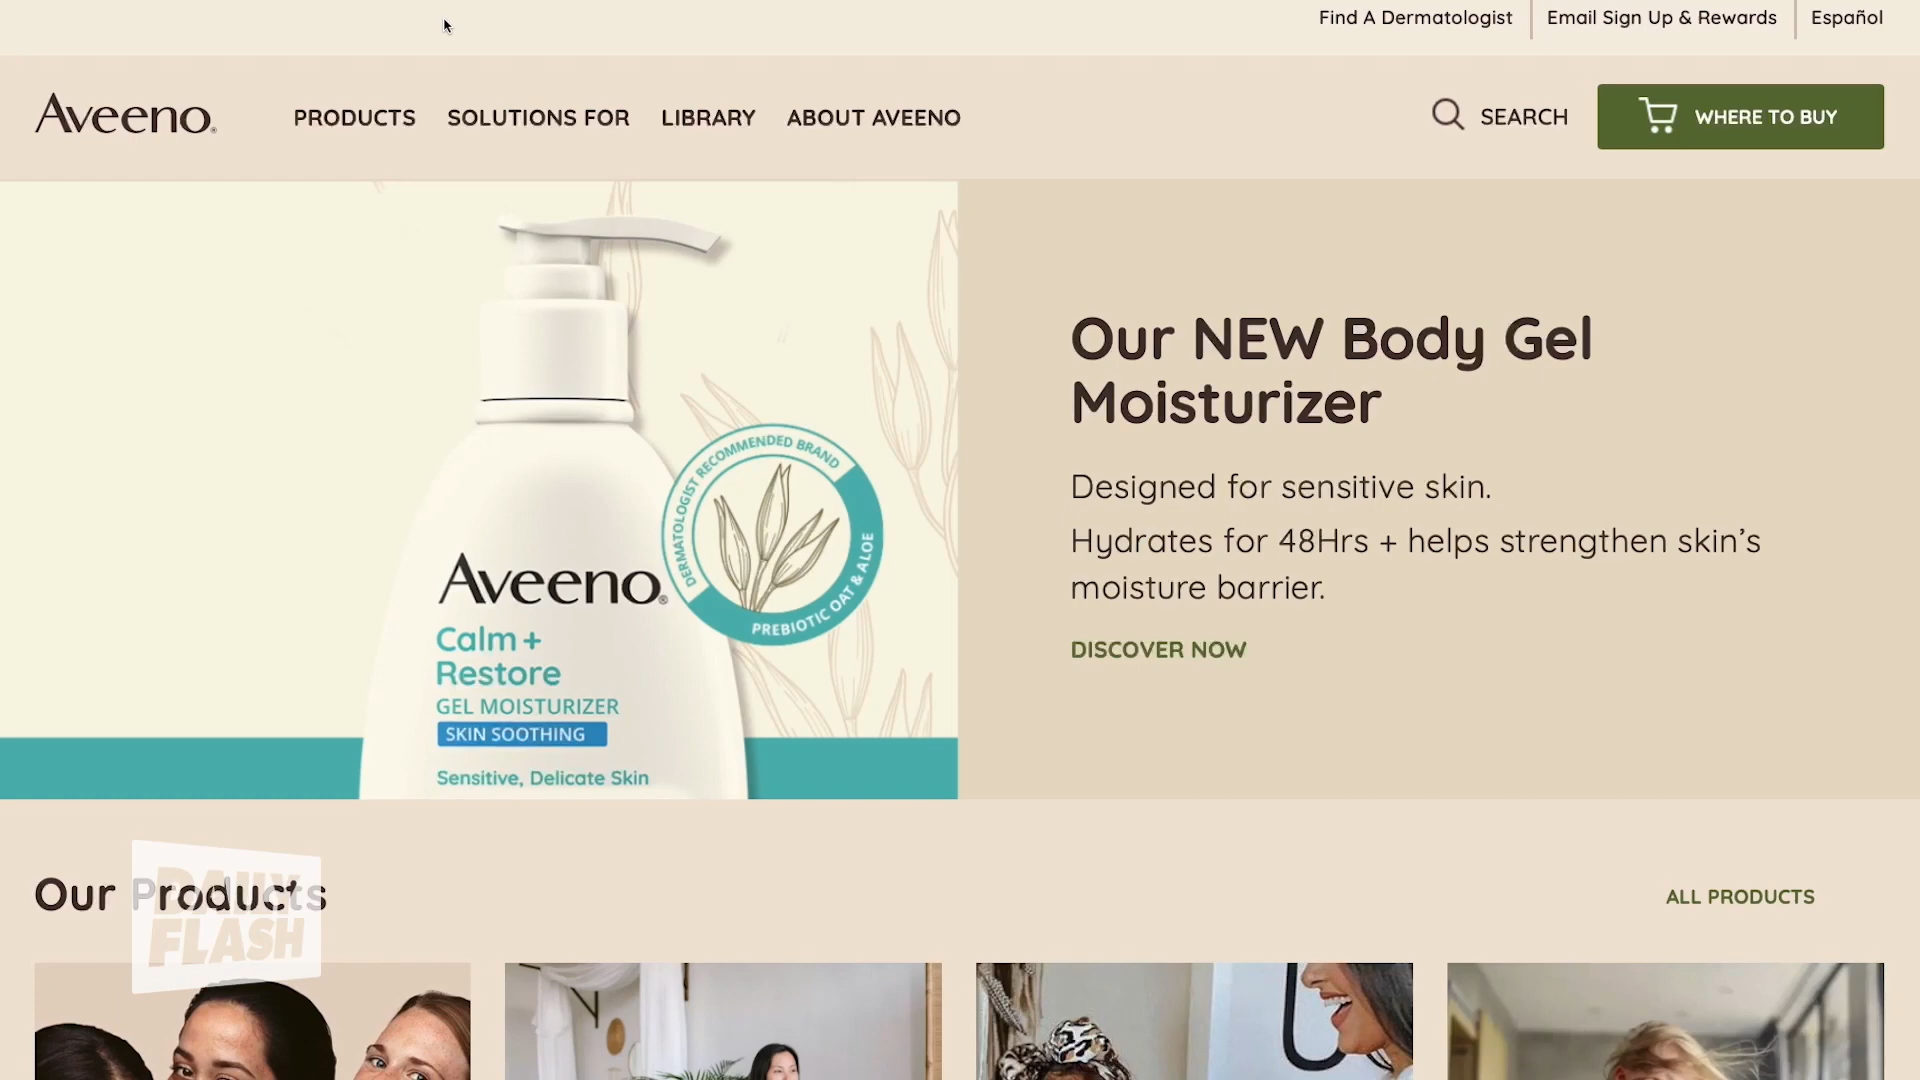 Find A Dermatologist
Email Sign Up & Rewards
Español
Aveeno®
PRODUCTS
SOLUTIONS FOR
LIBRARY
ABOUT AVEENO
SEARCH
WHERE TO BUY
DERMATOLOGIST RECOMMENDED BRAND
PREBIOTIC OAT & ALOE
Aveeno®
Calm +
Restore
GEL MOISTURIZER
SKIN SOOTHING
Sensitive, Delicate Skin
Our NEW Body Gel
Moisturizer
Designed for sensitive skin.
Hydrates for 48Hrs + helps strengthen skin’s
moisture barrier.
DISCOVER NOW
Our Products
ALL PRODUCTS
DAILY
FLASH